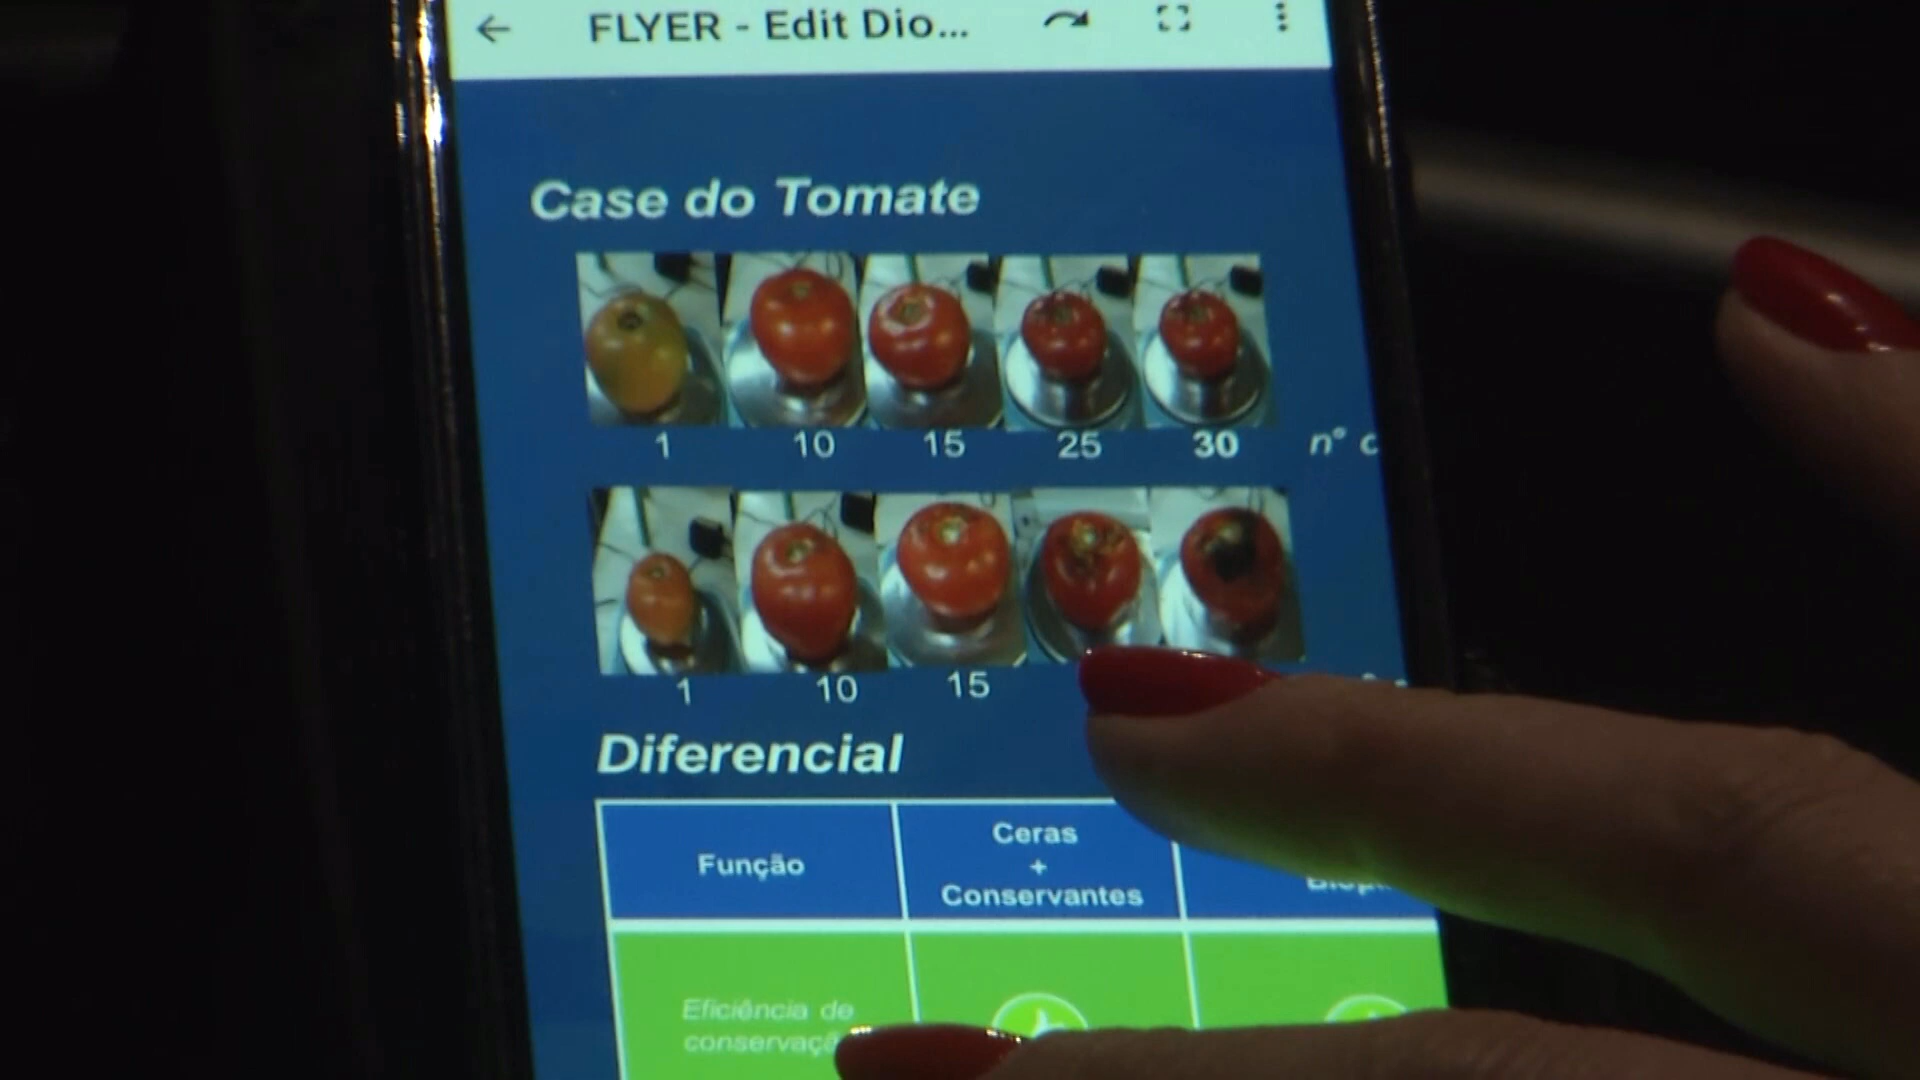 FLYER - Edit Dio...
Case do Tomate
1 10 15 25 30 n°
1 10 15
Diferencial
Função
Ceras
+
Conservantes
Eficiência de